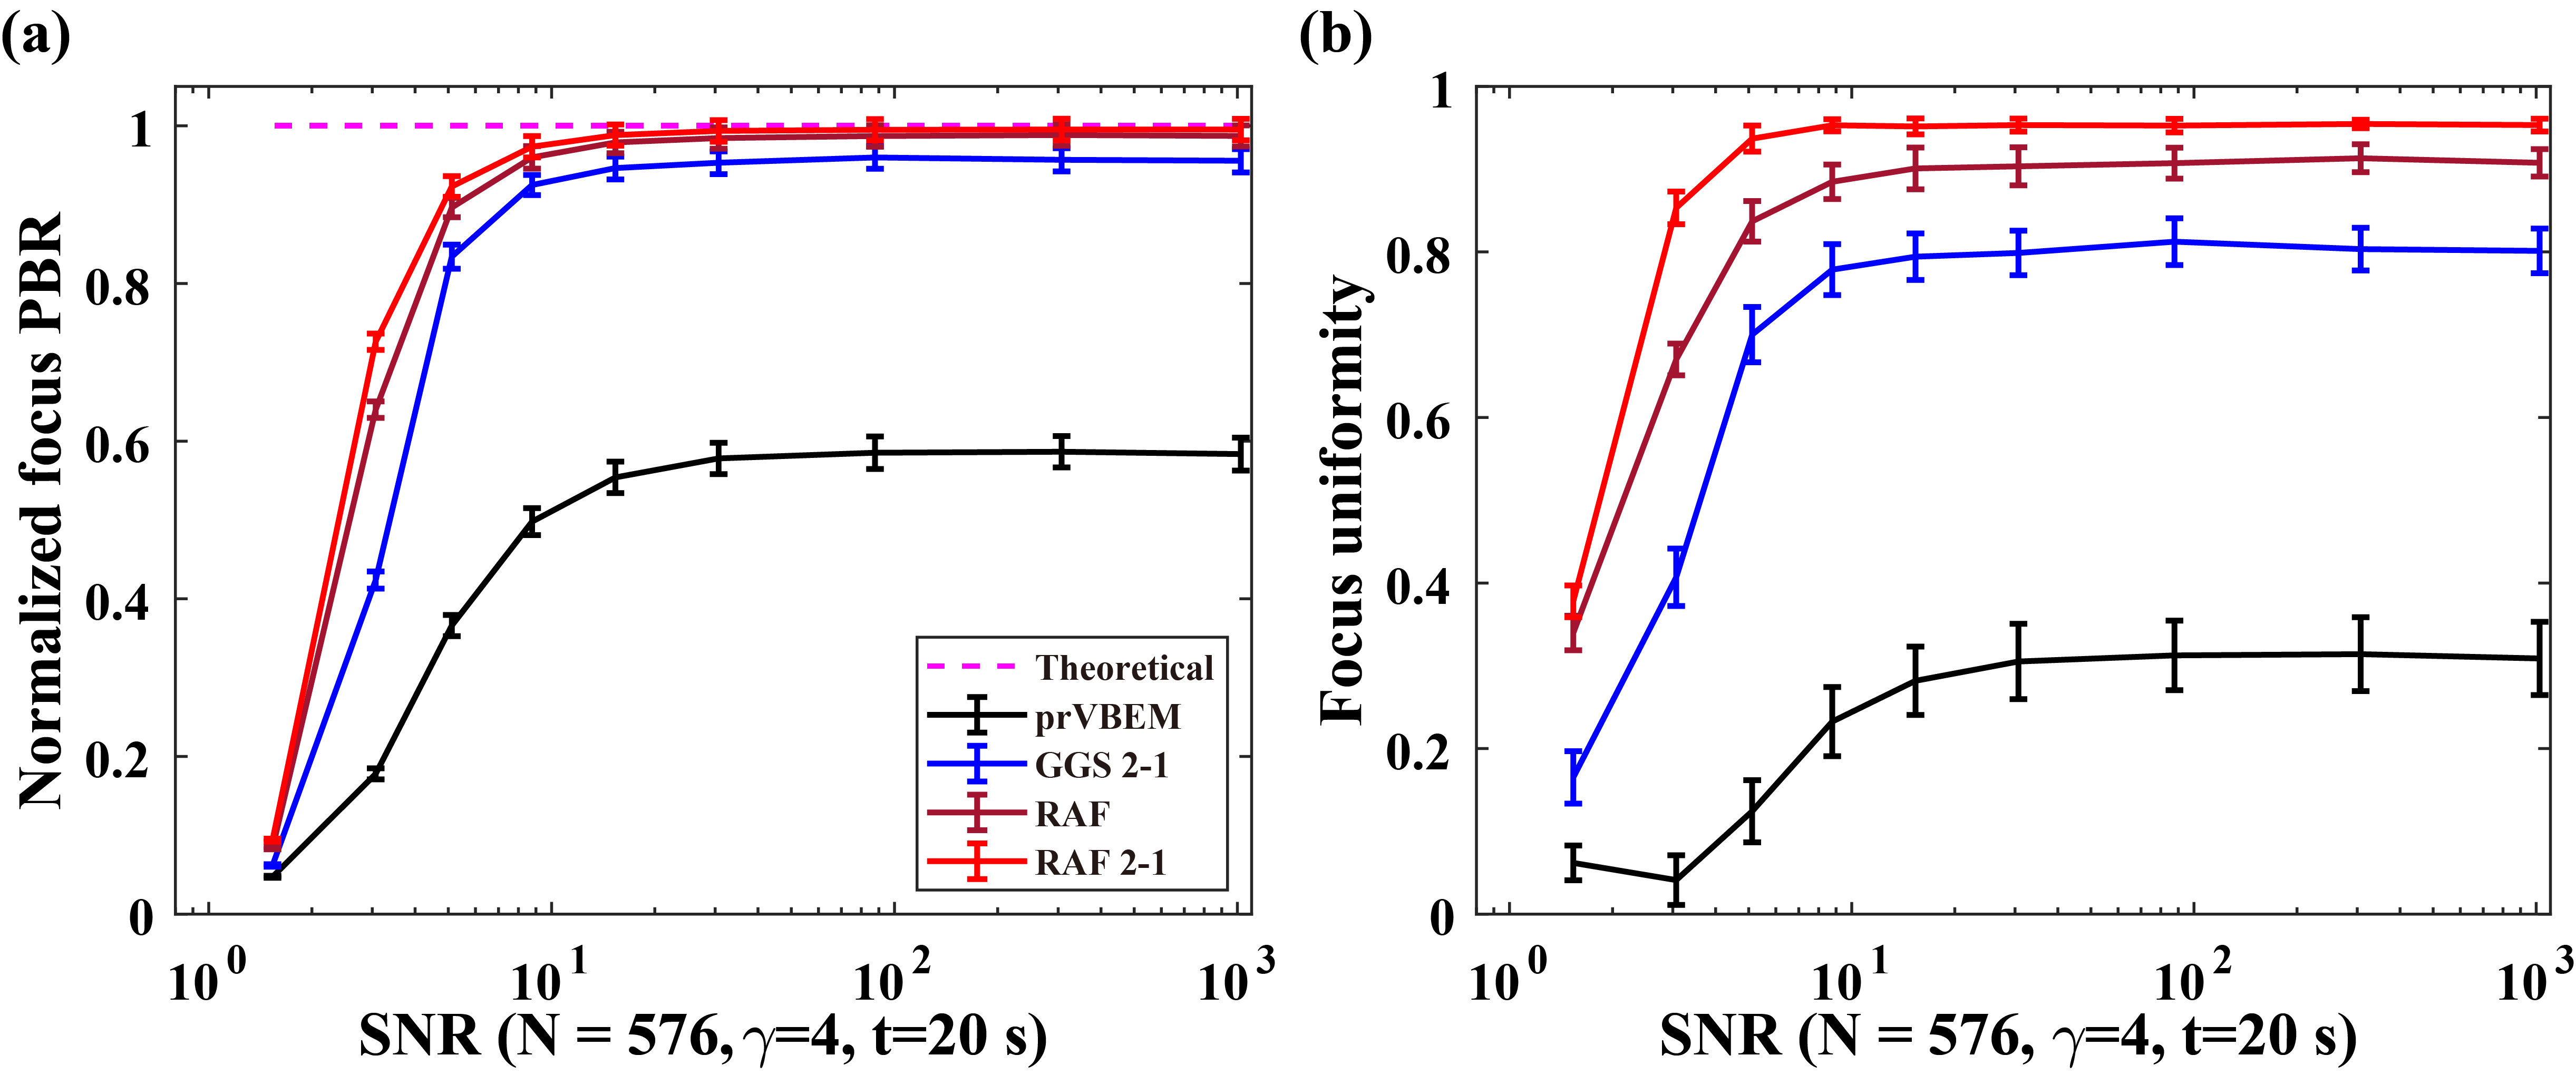 (a)
Normalized focus PBR
1
0.8
0.6
0.4
0.2
0
10^0
10^1
10^2
10^3
SNR (N = 576, γ=4, t=20 s)
Theoretical
prVBEM
GGS 2-1
RAF
RAF 2-1
(b)
Focus uniformity
1
0.8
0.6
0.4
0.2
0
10^0
10^1
10^2
10^3
SNR (N = 576, γ=4, t=20 s)